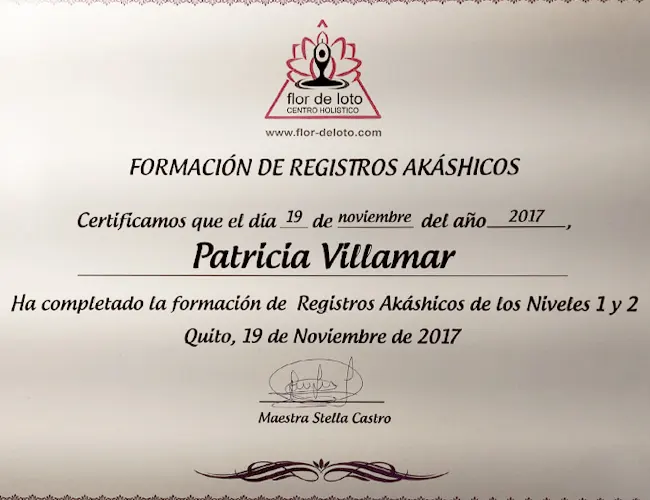 flor de loto
CENTRO HOLISTICO
www.flor-deloto.com
FORMACIÓN DE REGISTROS AKÁSHICOS
Certificamos que el día 19 de noviembre del año 2017,
Patricia Villamar
Ha completado la formación de Registros Akáshicos de los Niveles 1 y 2
Quito, 19 de Noviembre de 2017
Maestra Stella Castro